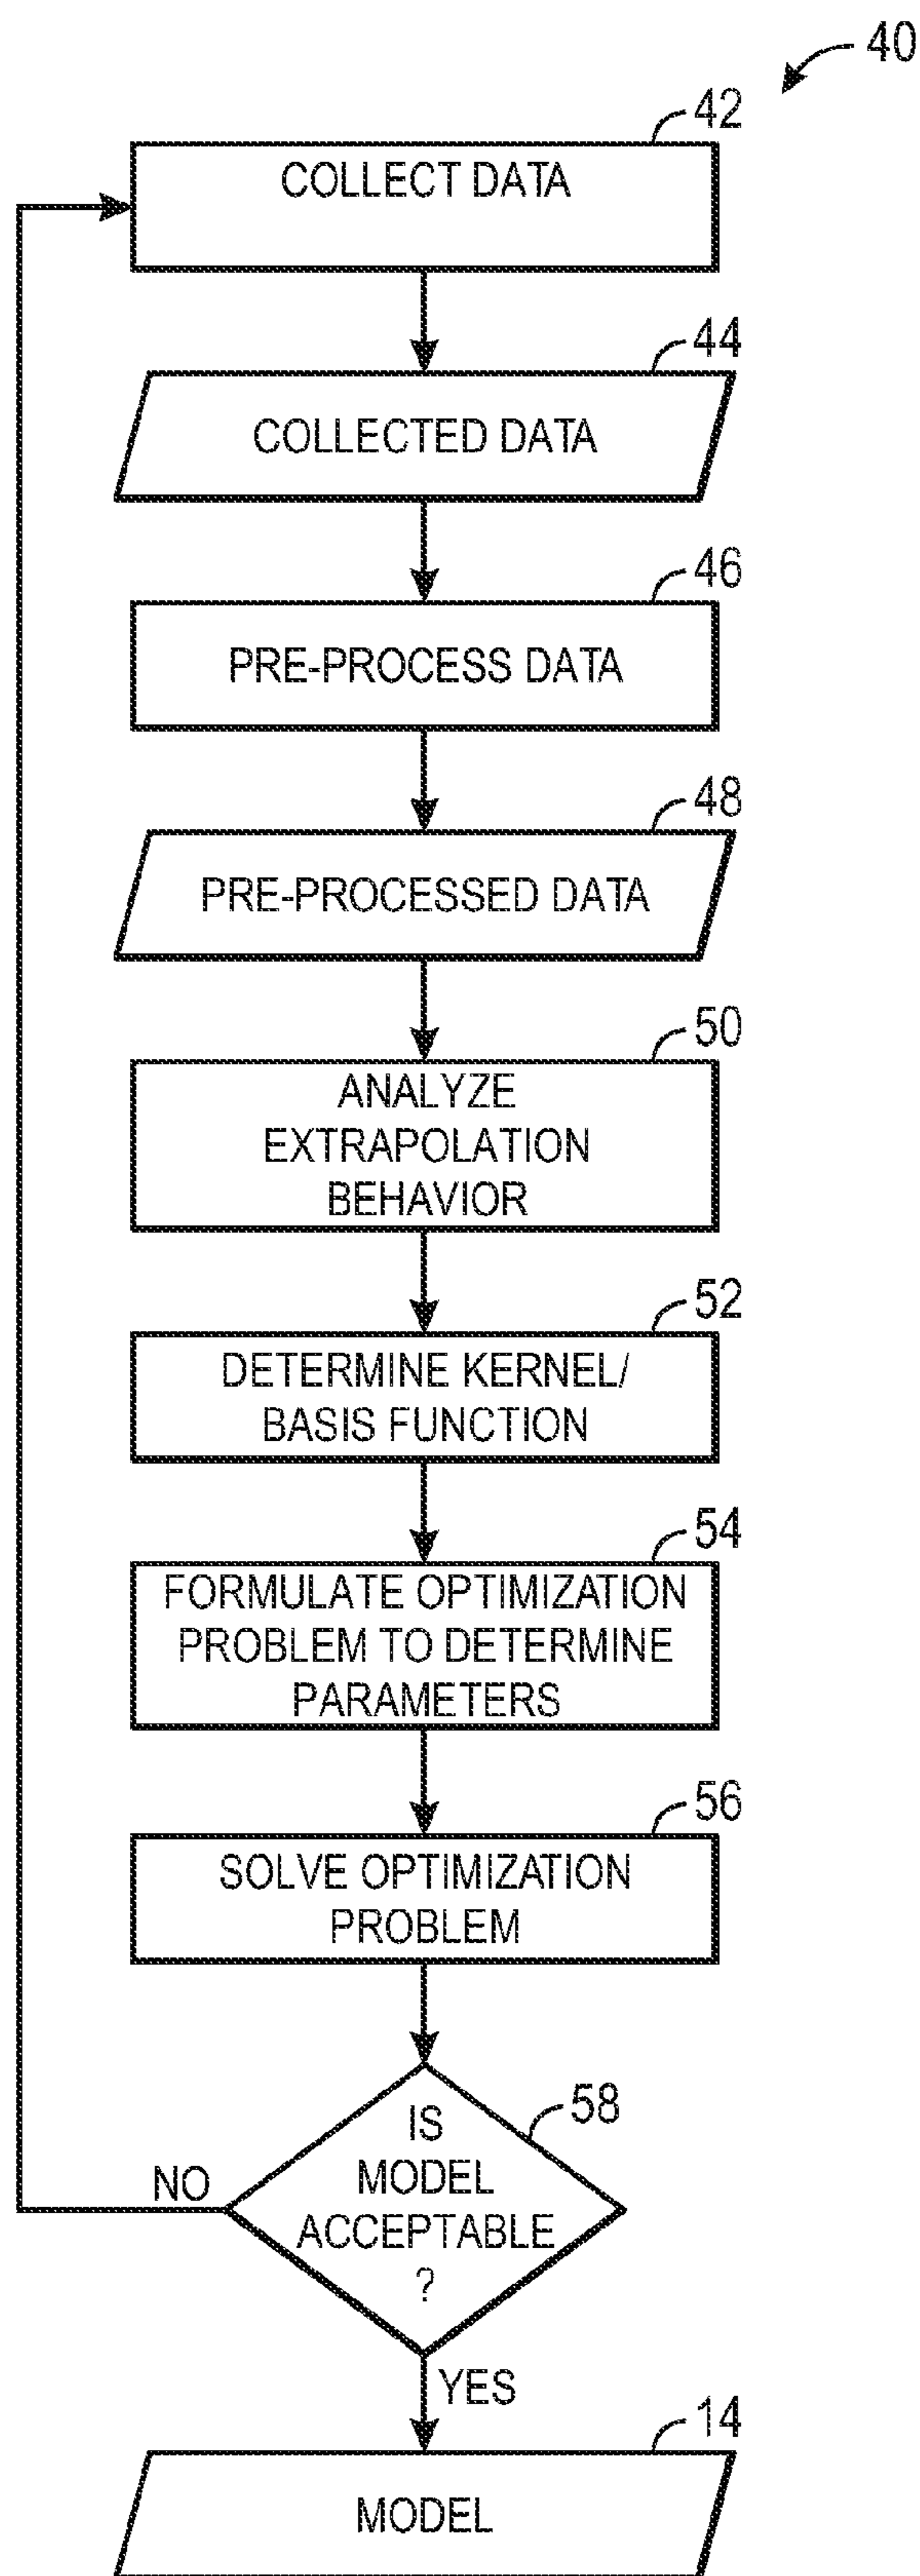 40
42
COLLECT DATA
44
COLLECTED DATA
46
PRE-PROCESS DATA
48
PRE-PROCESSED DATA
50
ANALYZE
EXTRAPOLATION
BEHAVIOR
52
DETERMINE KERNEL/
BASIS FUNCTION
54
FORMULATE OPTIMIZATION
PROBLEM TO DETERMINE
PARAMETERS
56
SOLVE OPTIMIZATION
PROBLEM
58
IS
MODEL
ACCEPTABLE
?
NO
YES
14
MODEL